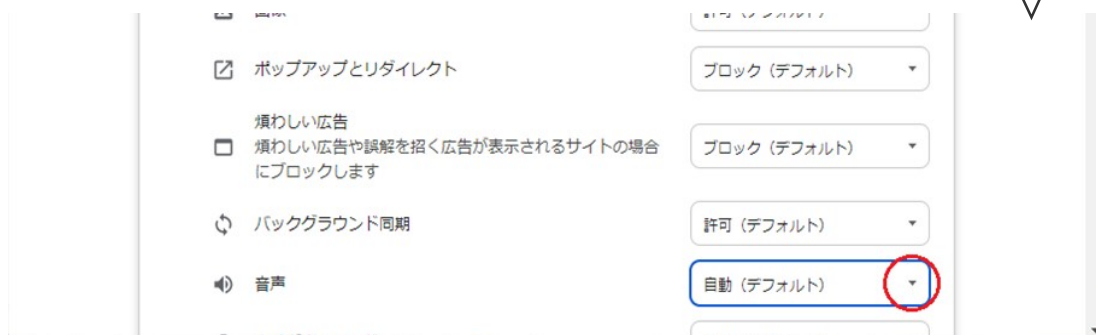 ポップアップとリダイレクト
ブロック（デフォルト）
煩わしい広告
煩わしい広告や誤解を招く広告が表示されるサイトの場合
にブロックします
ブロック（デフォルト）
バックグラウンド同期
許可（デフォルト）
音声
自動（デフォルト）